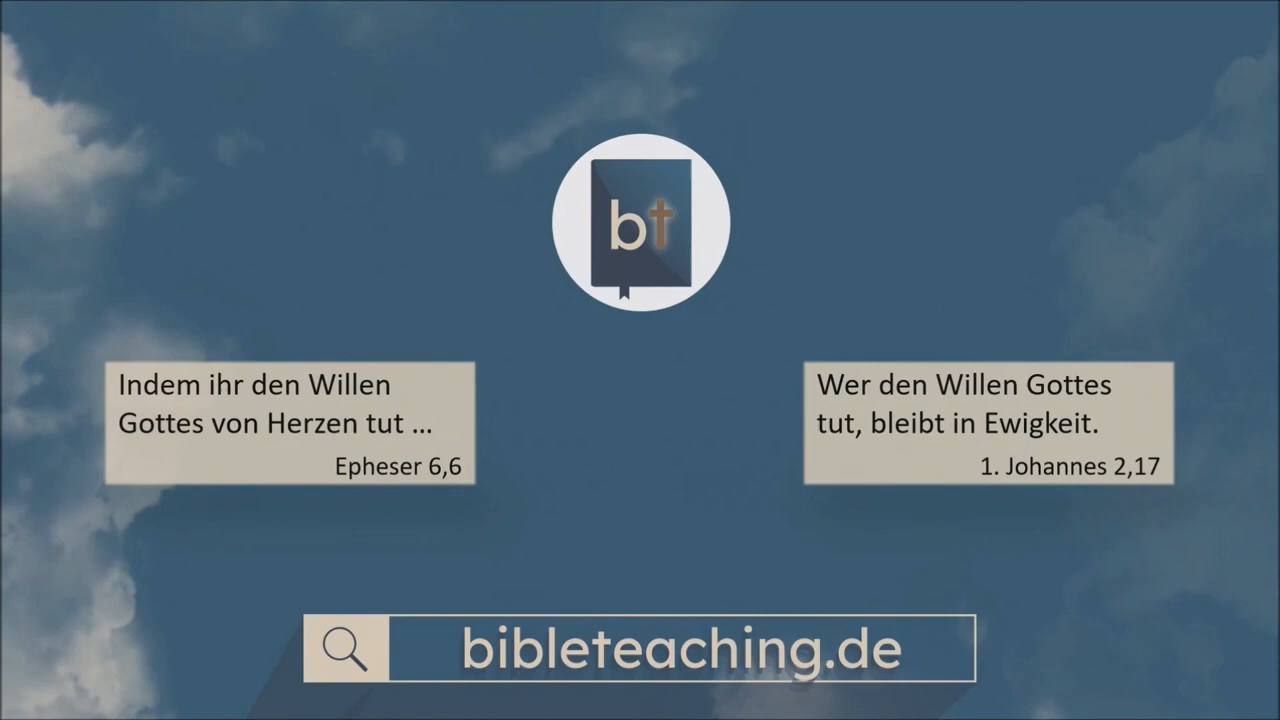 bt
Indem ihr den Willen
Gottes von Herzen tut ...
Epheser 6,6
Wer den Willen Gottes
tut, bleibt in Ewigkeit.
1. Johannes 2,17
bibleteaching.de